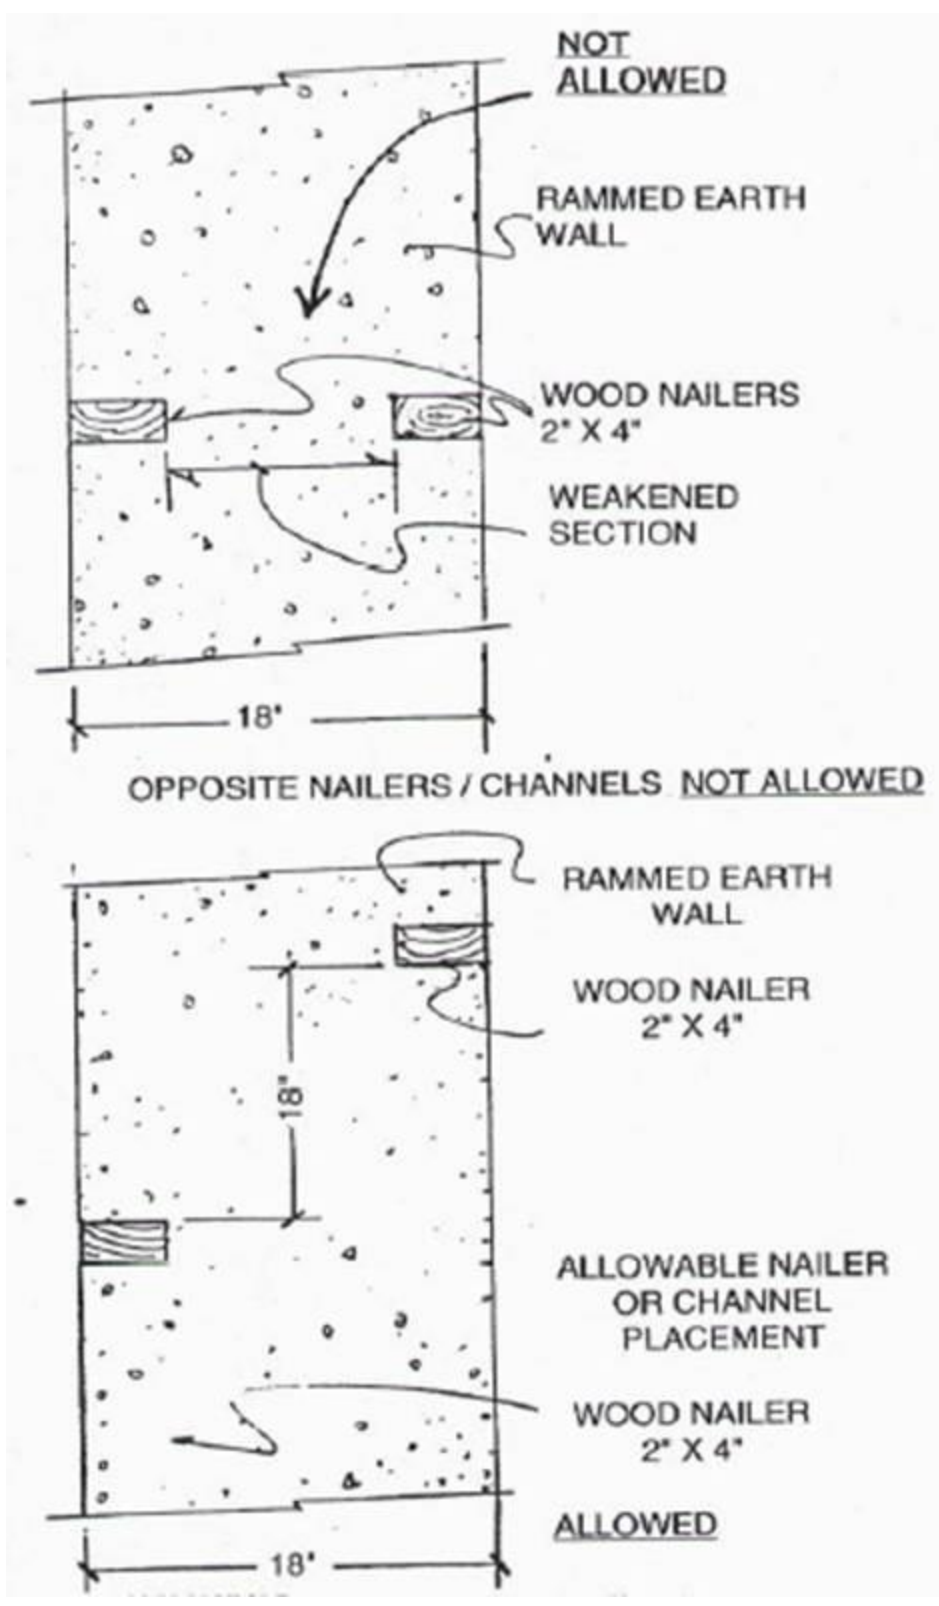 NOT
ALLOWED
RAMMED EARTH
WALL
WOOD NAILERS
2" X 4"
WEAKENED
SECTION
18"
OPPOSITE NAILERS / CHANNELS NOT ALLOWED
RAMMED EARTH
WALL
WOOD NAILER
2" X 4"
18"
ALLOWABLE NAILER
OR CHANNEL
PLACEMENT
WOOD NAILER
2" X 4"
ALLOWED
18"